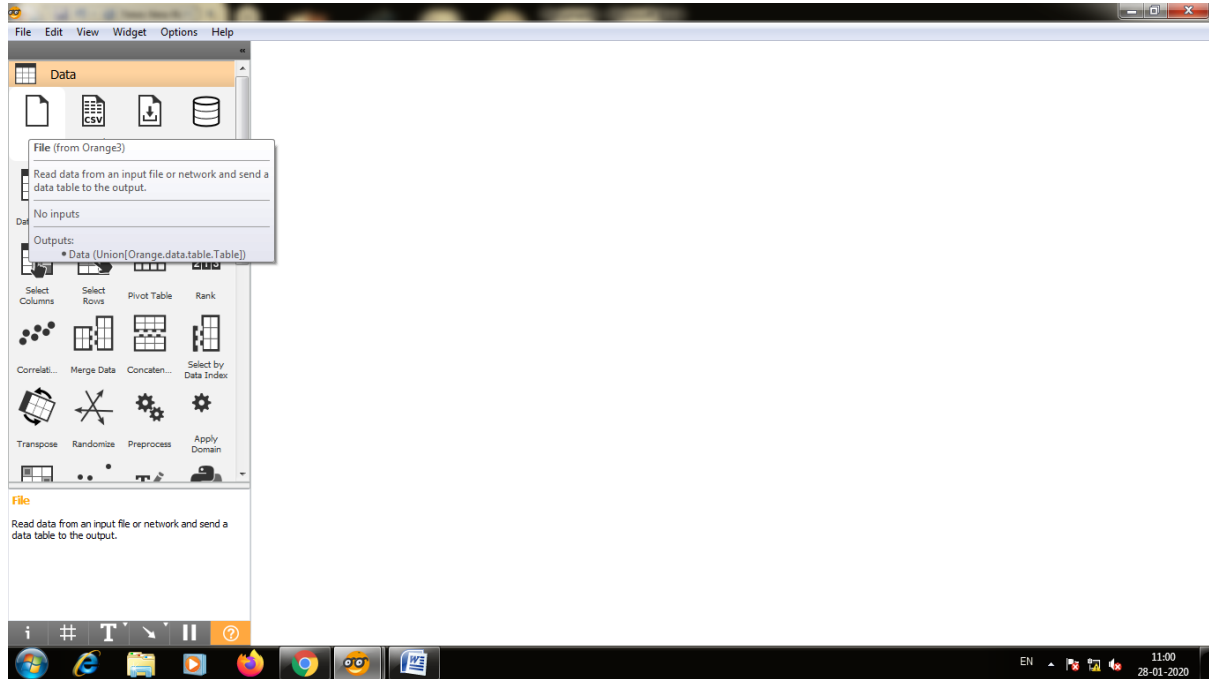 File Edit View Widget Options Help
Data
CSV
File (from Orange3)
Read data from an input file or network and send a
data table to the output.
No inputs
Outputs:
• Data (Union[Orange.data.table.Table])
Select Columns
Select Rows
Pivot Table
Rank
Correlati...
Merge Data
Concaten...
Select by Data Index
Transpose
Randomize
Preprocess
Apply Domain
File
Read data from an input file or network and send a
data table to the output.
EN
11:00
28-01-2020